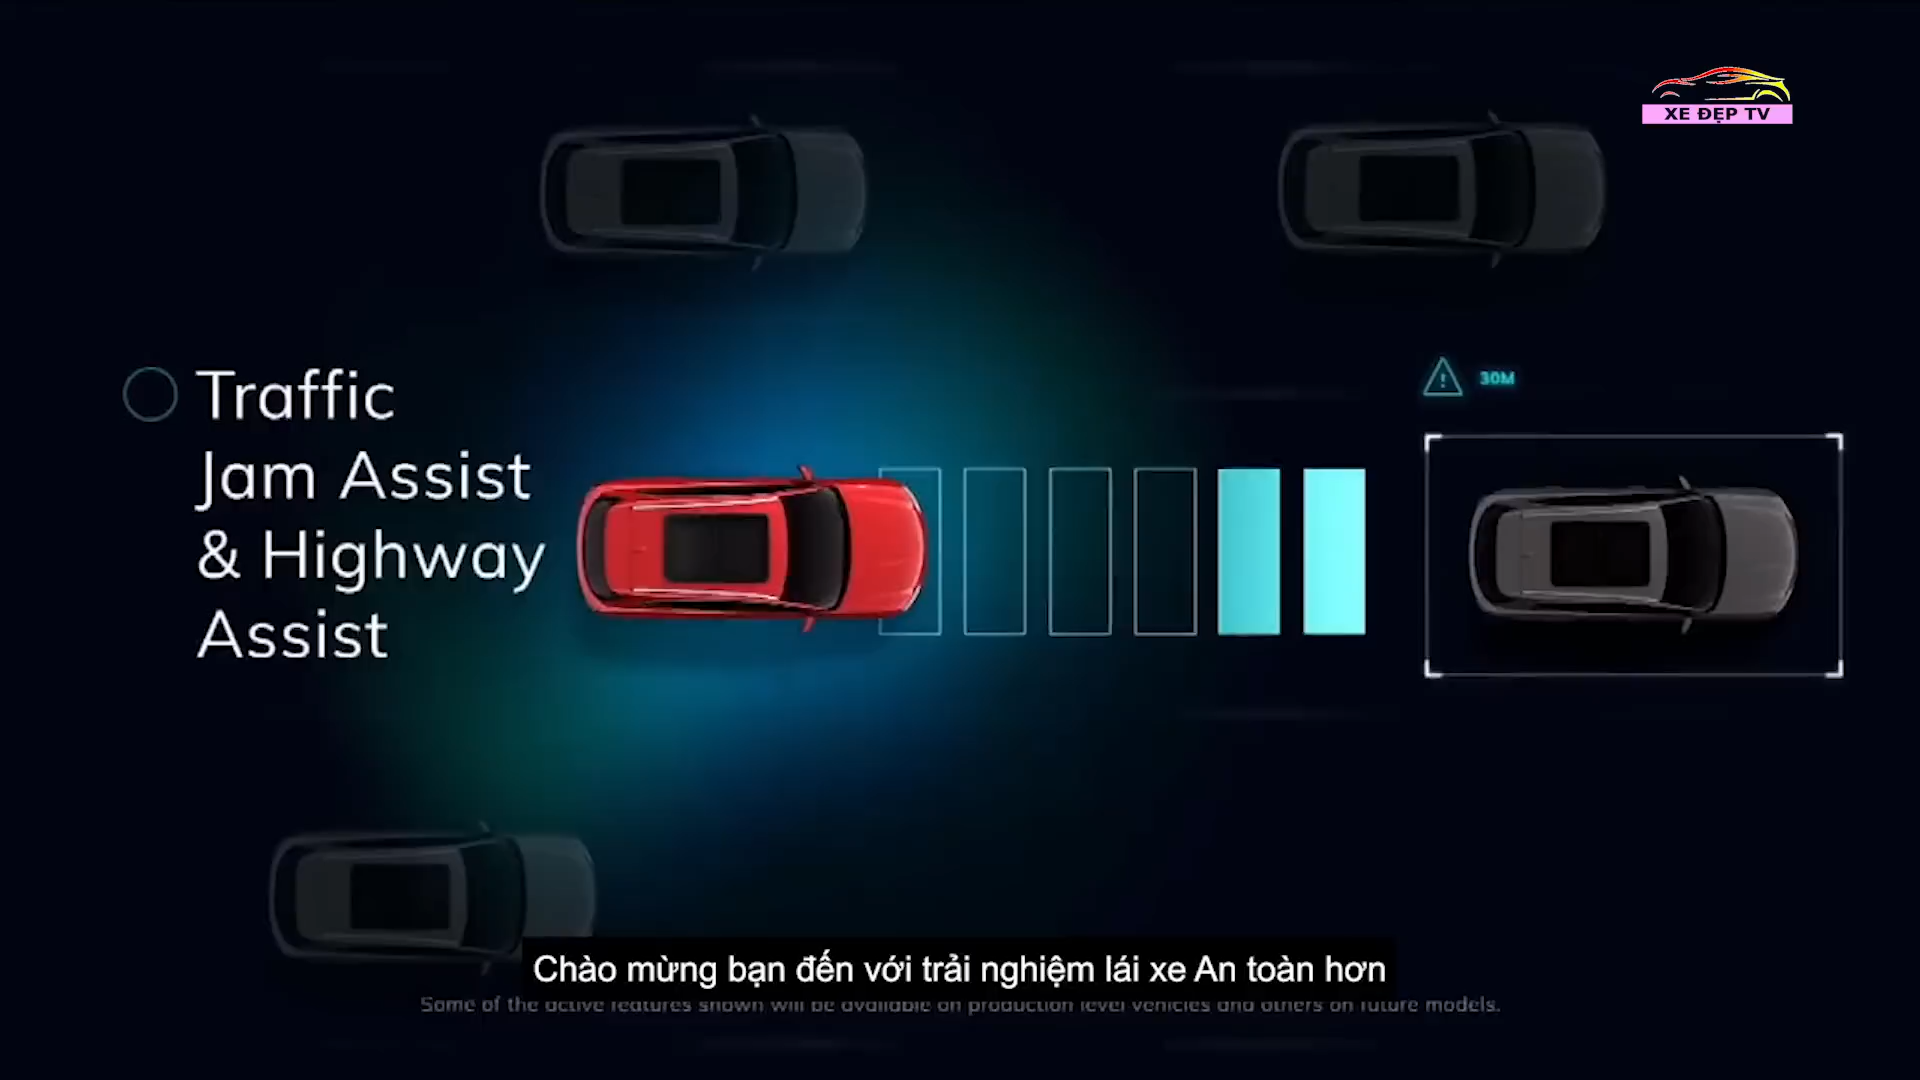 XE ĐẸP TV
30M
Traffic
Jam Assist
& Highway
Assist
Chào mừng bạn đến với trải nghiệm lái xe An toàn hơn
Some of the active features shown will be available on production level vehicles and others on future models.